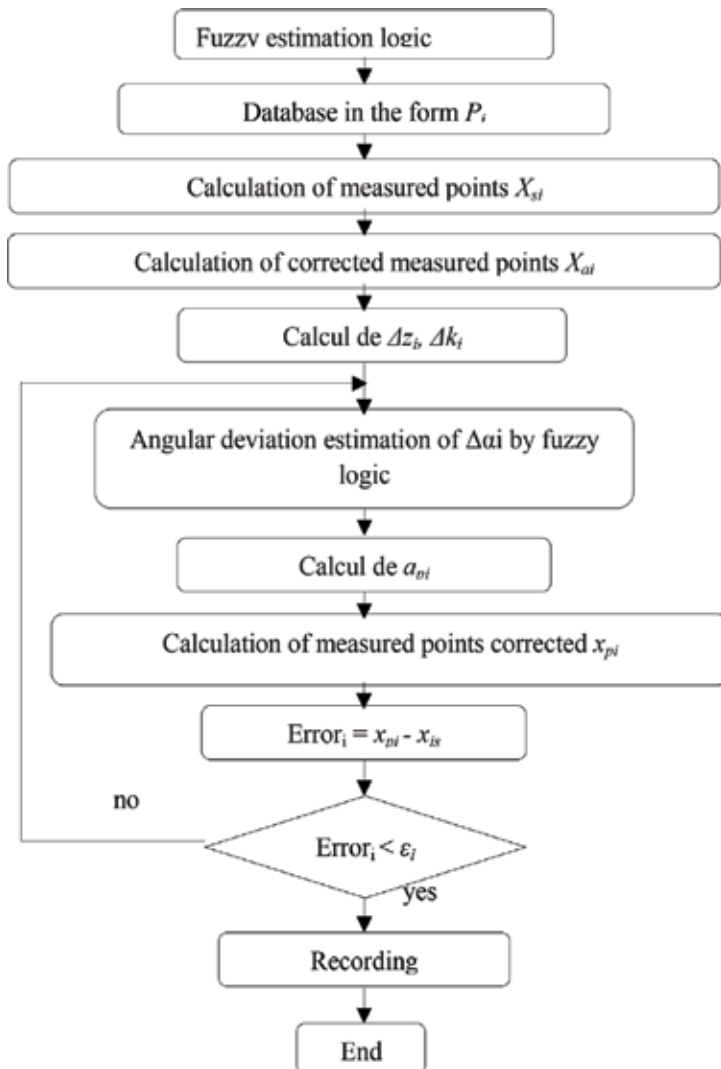 Fuzzy estimation logic
Database in the form Pᵢ
Calculation of measured points Xₛᵢ
Calculation of corrected measured points Xₐᵢ
Calcul de Δzᵢ, Δkᵢ
Angular deviation estimation of Δαi by fuzzy
logic
Calcul de aₚᵢ
Calculation of measured points corrected xₚᵢ
Errorᵢ = xₚᵢ - xᵢₛ
no
Errorᵢ < εₗ
yes
Recording
End